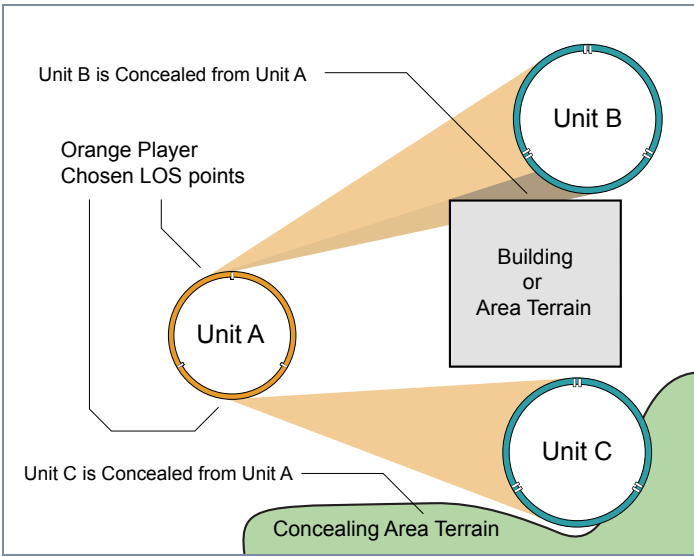 Unit B is Concealed from Unit A
Unit B
Orange Player
Chosen LOS points
Building
or
Area Terrain
Unit A
Unit C
Unit C is Concealed from Unit A
Concealing Area Terrain